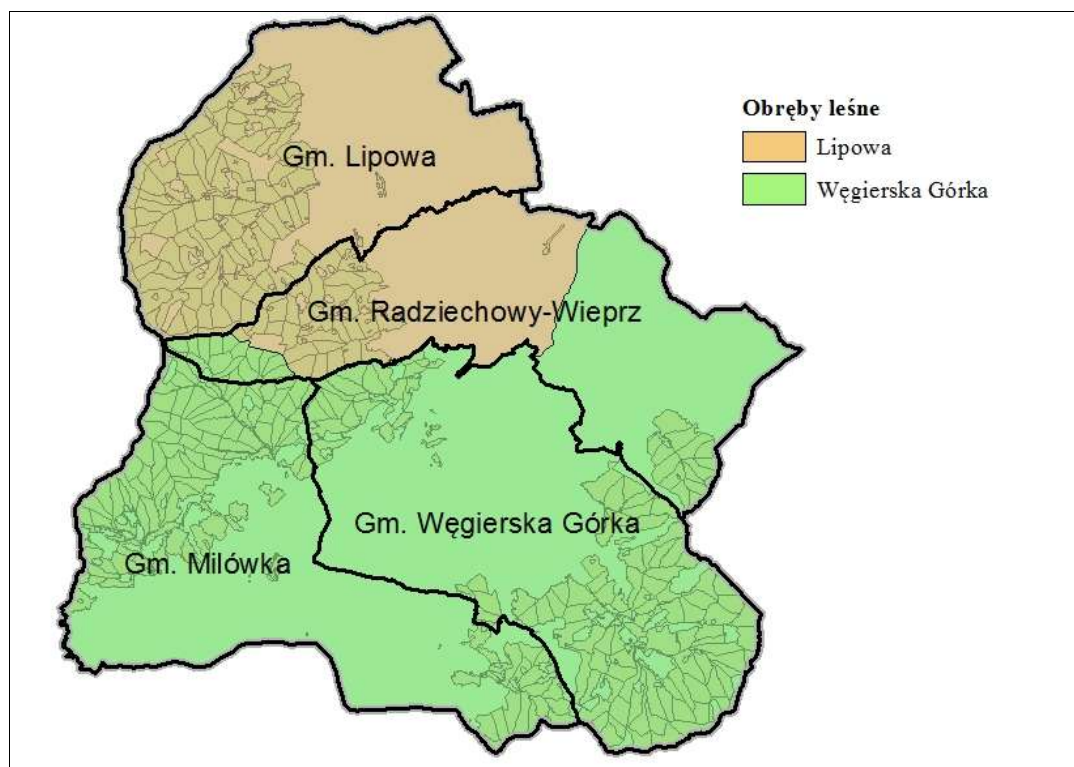 Obręby leśne
Lipowa
Węgierska Górka
Gm. Lipowa
Gm. Radziechowy-Wieprz
Gm. Węgierska Górka
Gm. Milówka